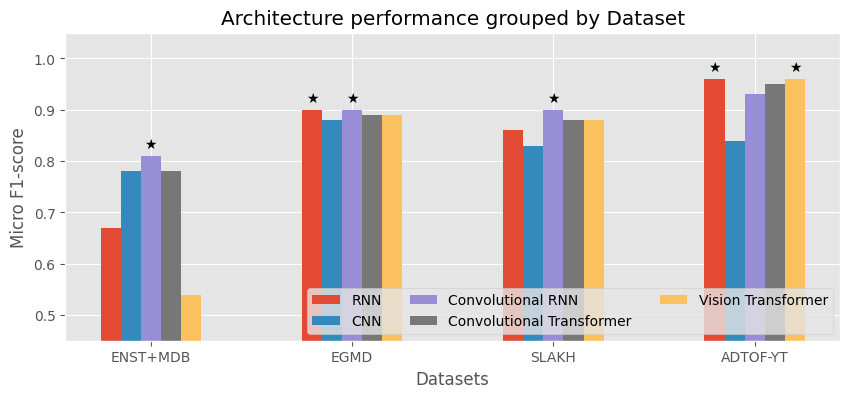 Architecture performance grouped by Dataset
Micro F1-score
1.0
0.9
0.8
0.7
0.6
0.5
★
★ ★
★
★ ★
RNN Convolutional RNN Vision Transformer
CNN Convolutional Transformer
ENST+MDB EGMD SLAKH ADTOF-YT
Datasets